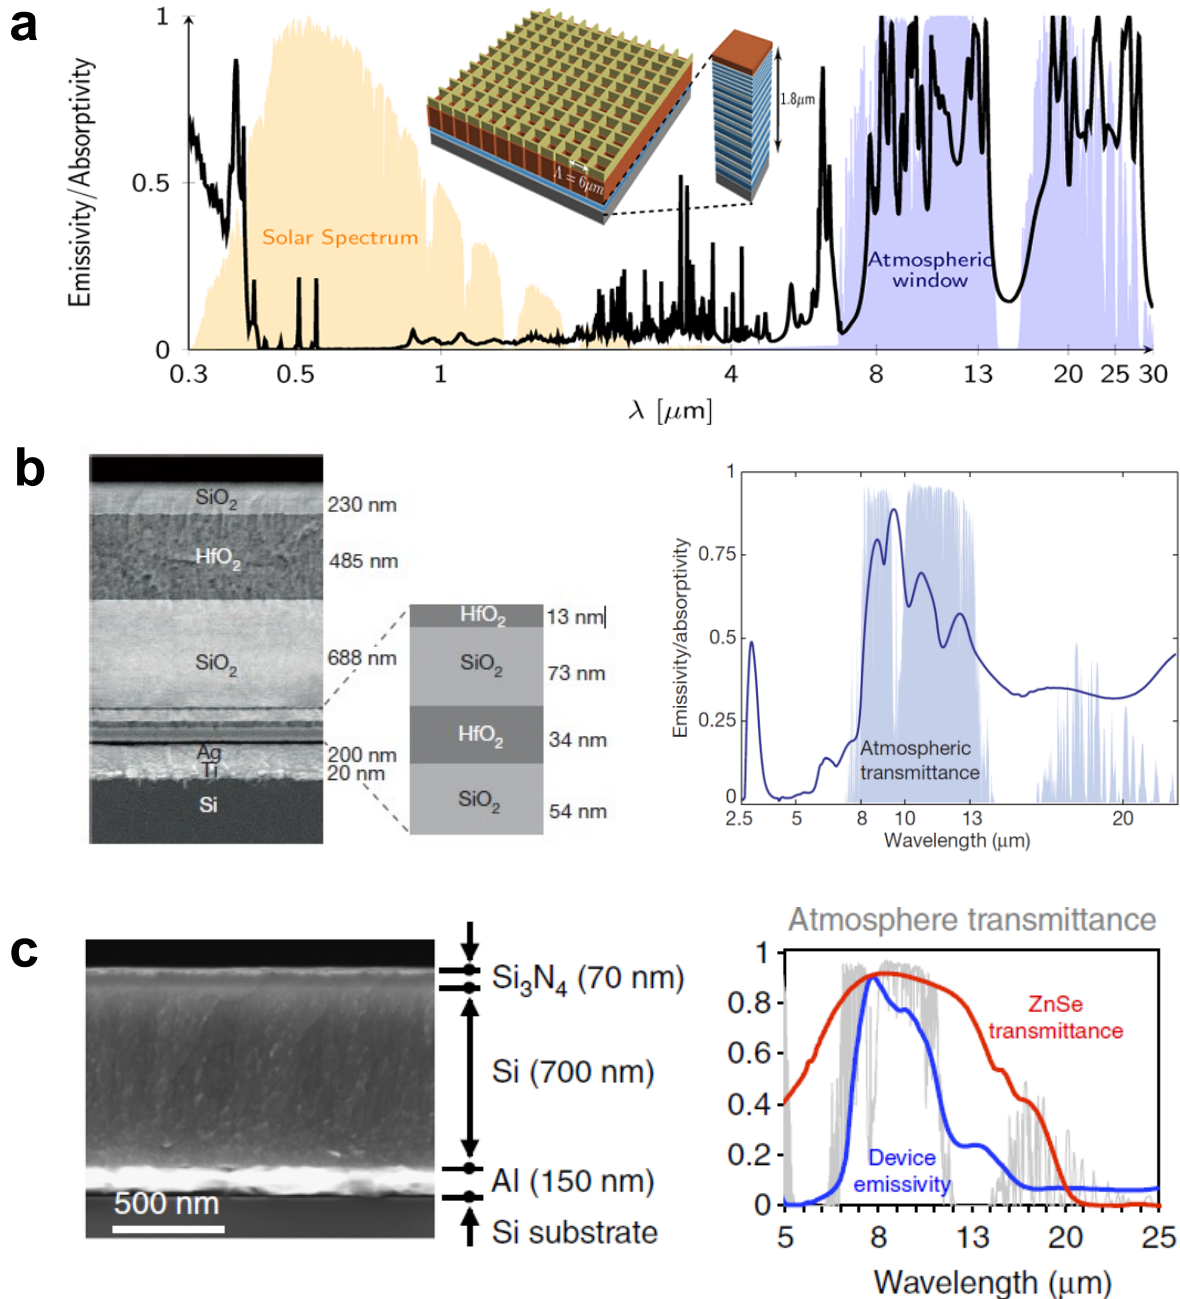 a
1
0.5
0
Emissivity/Absorptivity
Solar Spectrum
Λ = 6μm
1.8μm
Atmospheric
window
0.3
0.5
1
4
8
13
20
25
30
λ [μm]
b
SiO₂
230 nm
HfO₂
485 nm
SiO₂
688 nm
Ag
200 nm
Ti
20 nm
Si
HfO₂
13 nm
SiO₂
73 nm
HfO₂
34 nm
SiO₂
54 nm
1
0.75
0.5
0.25
0
Emissivity/absorptivity
Atmospheric
transmittance
2.5
5
8
10
13
20
Wavelength (μm)
c
500 nm
Si₃N₄ (70 nm)
Si (700 nm)
Al (150 nm)
Si substrate
Atmosphere transmittance
1
0.8
0.6
0.4
0.2
0
ZnSe
transmittance
Device
emissivity
5
8
13
20
25
Wavelength (μm)